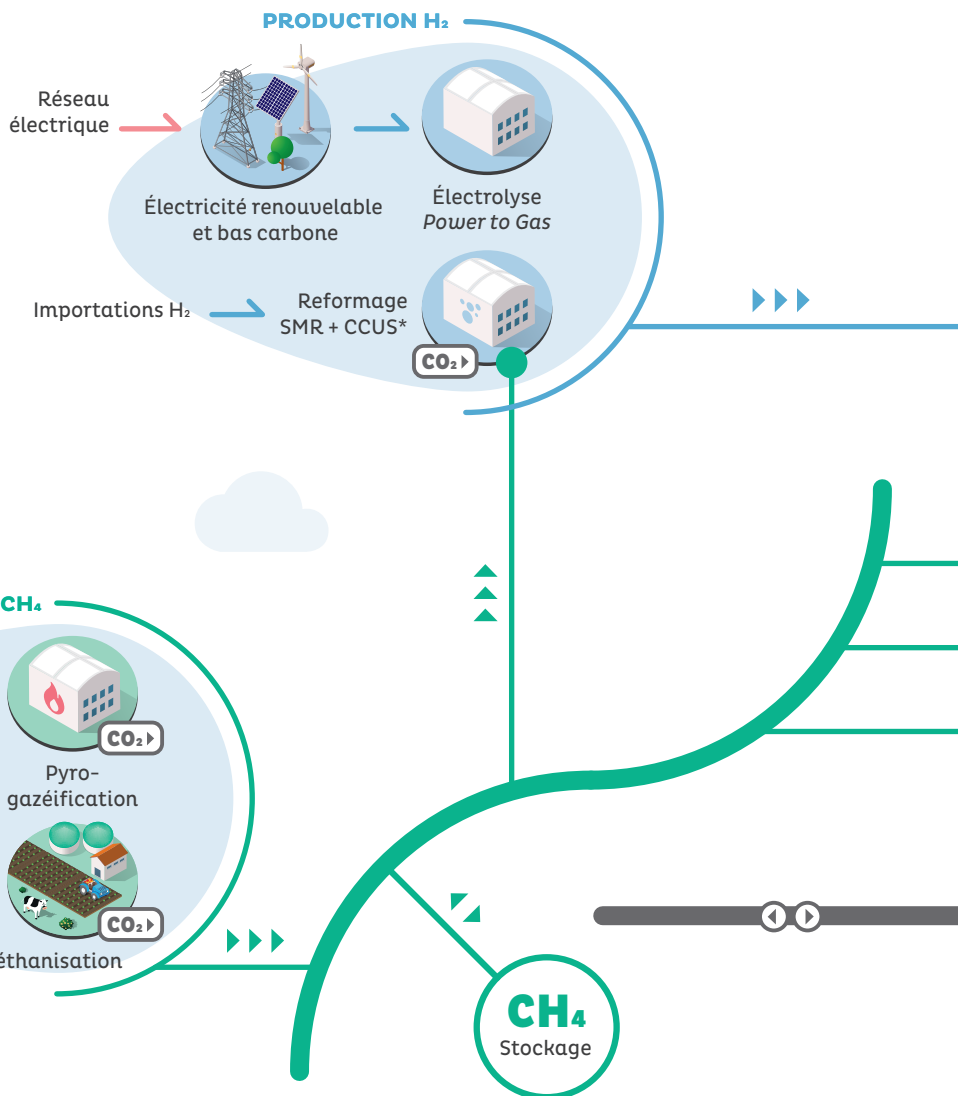 PRODUCTION H₂
Réseau
électrique
Électricité renouvelable
et bas carbone
Électrolyse
Power to Gas
Importations H₂
Reformage
SMR + CCUS*
CO₂
CH₄
CO₂
Pyro-
gazéification
CO₂
éthanisation
CH₄
Stockage